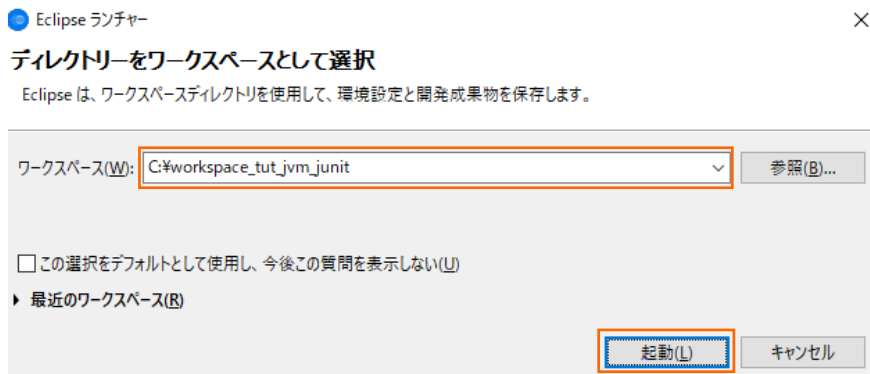 Eclipse ランチャー
ディレクトリーをワークスペースとして選択
Eclipse は、ワークスペースディレクトリを使用して、環境設定と開発成果物を保存します。
ワークスペース(W): C:¥workspace_tut_jvm_junit 参照(B)...
この選択をデフォルトとして使用し、今後この質問を表示しない(U)
最近のワークスペース(R)
起動(L) キャンセル